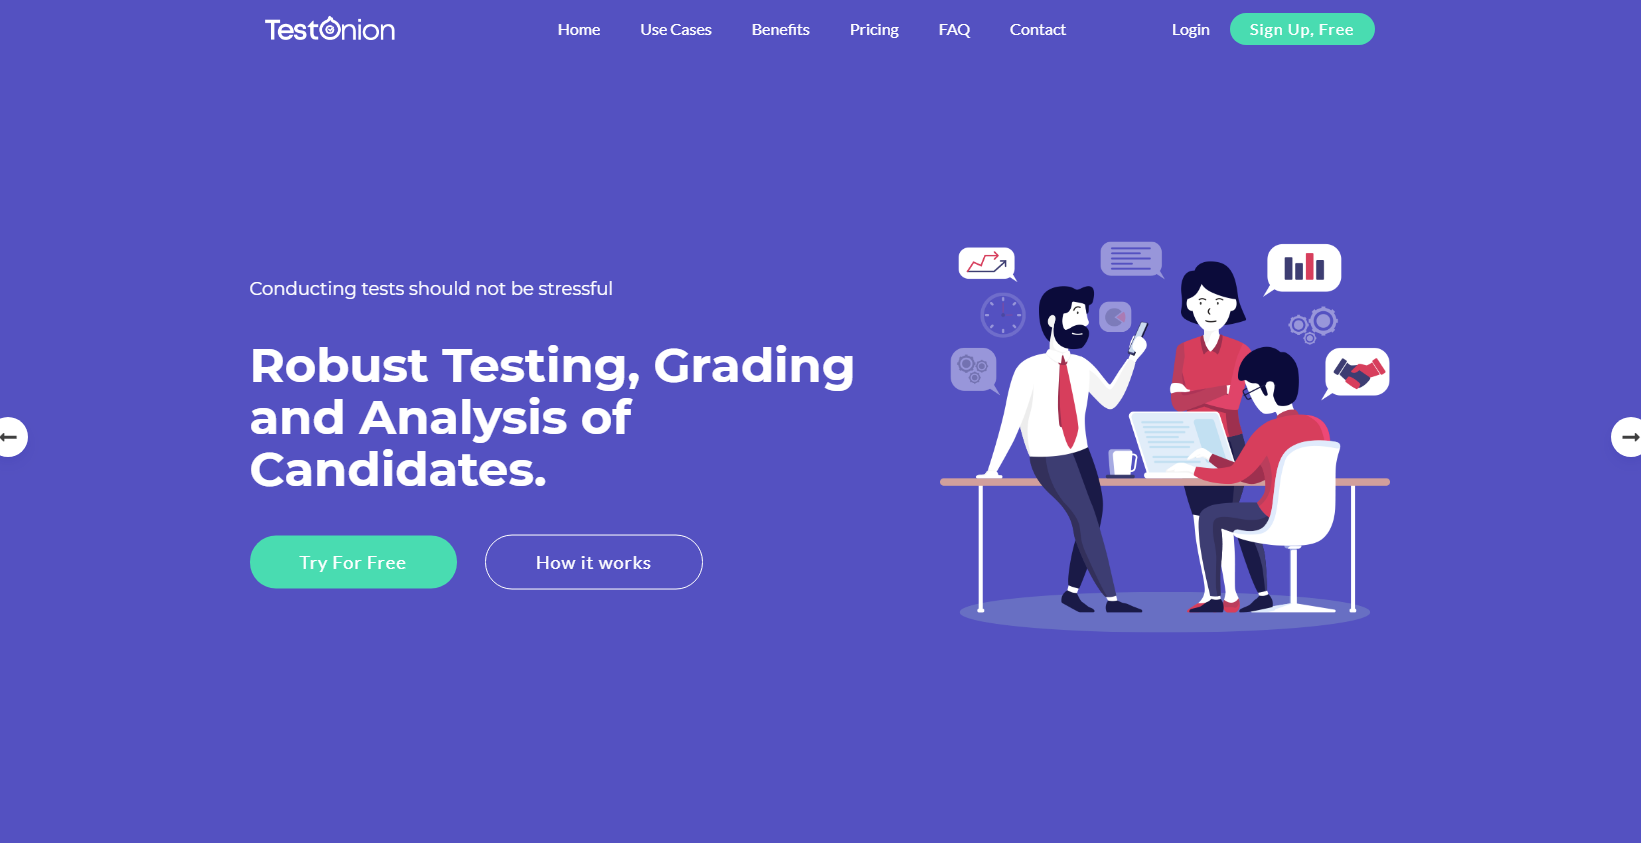 TestOnion
Home Use Cases Benefits Pricing FAQ Contact Login Sign Up, Free
Conducting tests should not be stressful
Robust Testing, Grading
and Analysis of
Candidates.
Try For Free How it works